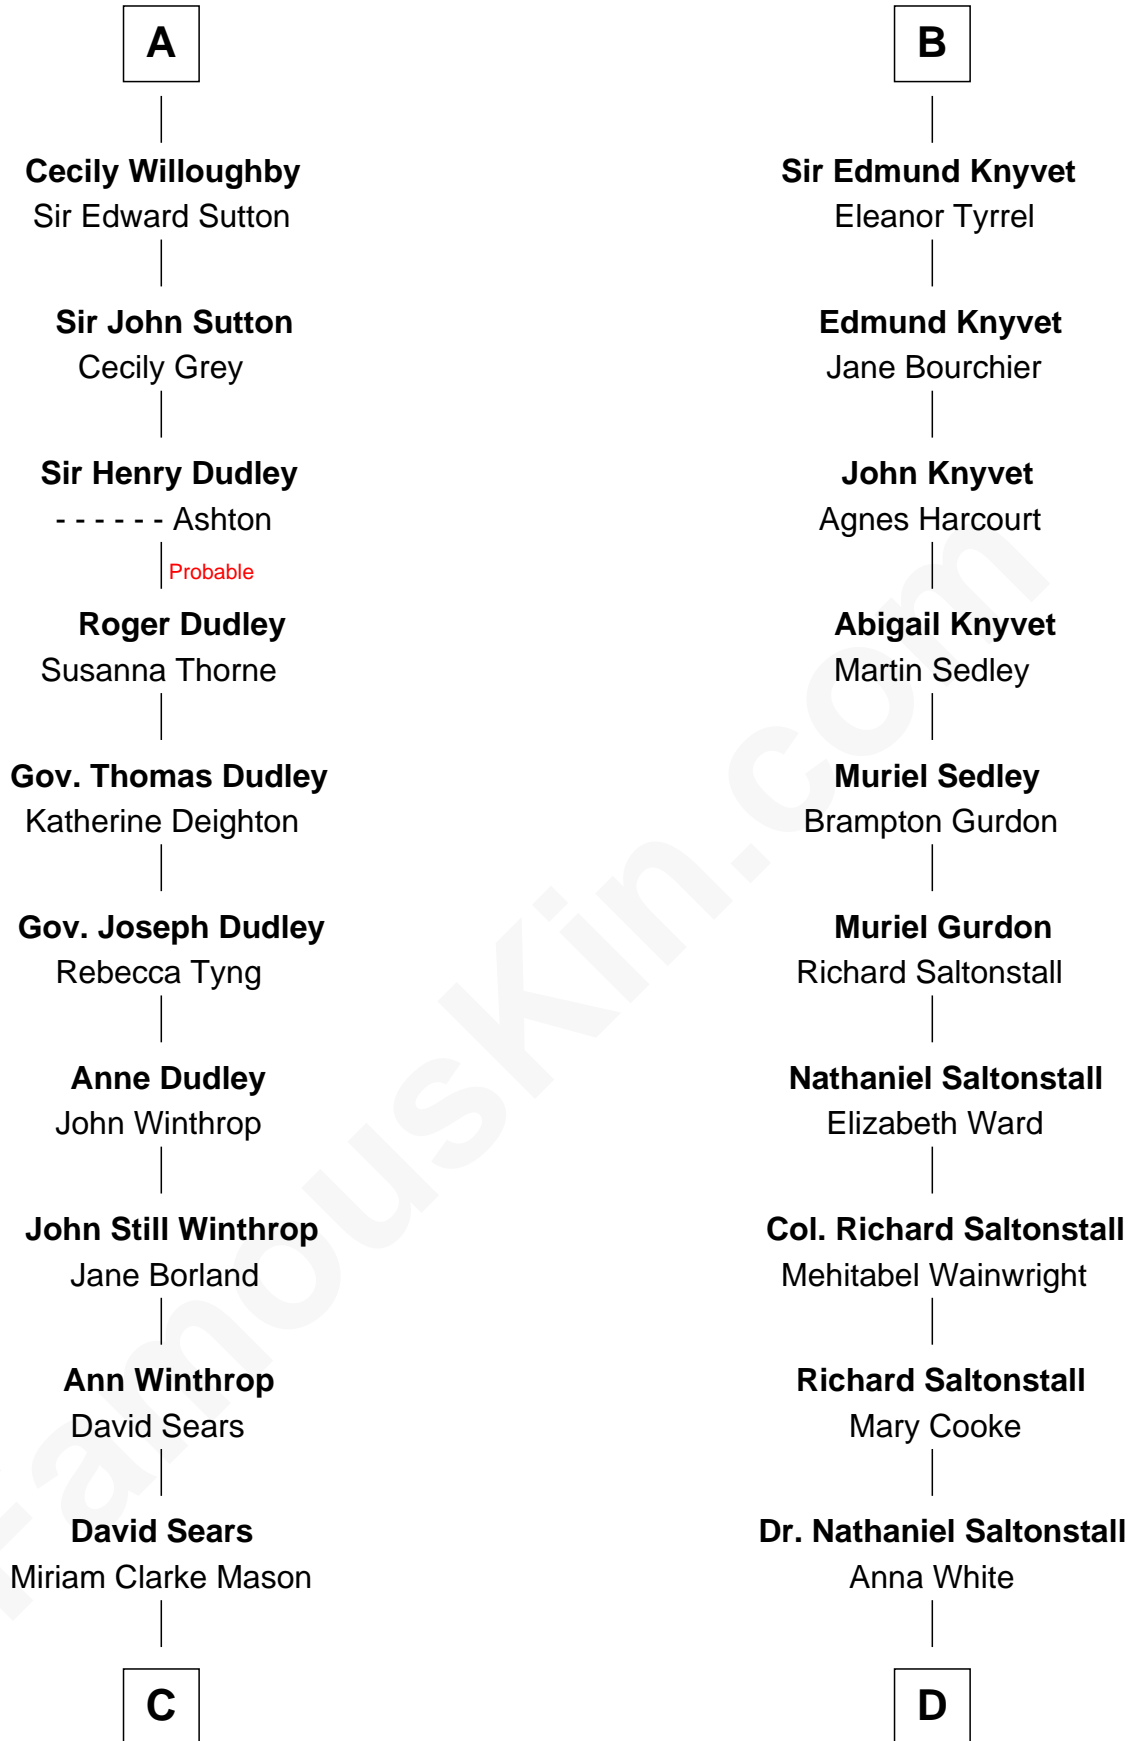 A
Cecily Willoughby
Sir Edward Sutton
Sir John Sutton
Cecily Grey
Sir Henry Dudley
- - - - - - Ashton
Probable
Roger Dudley
Susanna Thorne
Gov. Thomas Dudley
Katherine Deighton
Gov. Joseph Dudley
Rebecca Tyng
Anne Dudley
John Winthrop
John Still Winthrop
Jane Borland
Ann Winthrop
David Sears
David Sears
Miriam Clarke Mason
C
B
Sir Edmund Knyvet
Eleanor Tyrrel
Edmund Knyvet
Jane Bourchier
John Knyvet
Agnes Harcourt
Abigail Knyvet
Martin Sedley
Muriel Sedley
Brampton Gurdon
Muriel Gurdon
Richard Saltonstall
Nathaniel Saltonstall
Elizabeth Ward
Col. Richard Saltonstall
Mehitabel Wainwright
Richard Saltonstall
Mary Cooke
Dr. Nathaniel Saltonstall
Anna White
D
FamousKin.com